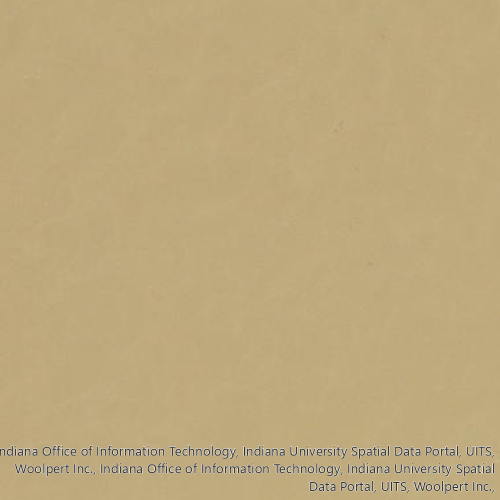 ndiana Office of Information Technology, Indiana University Spatial Data Portal, UITS,
Woolpert Inc., Indiana Office of Information Technology, Indiana University Spatial
Data Portal, UITS, Woolpert Inc.,